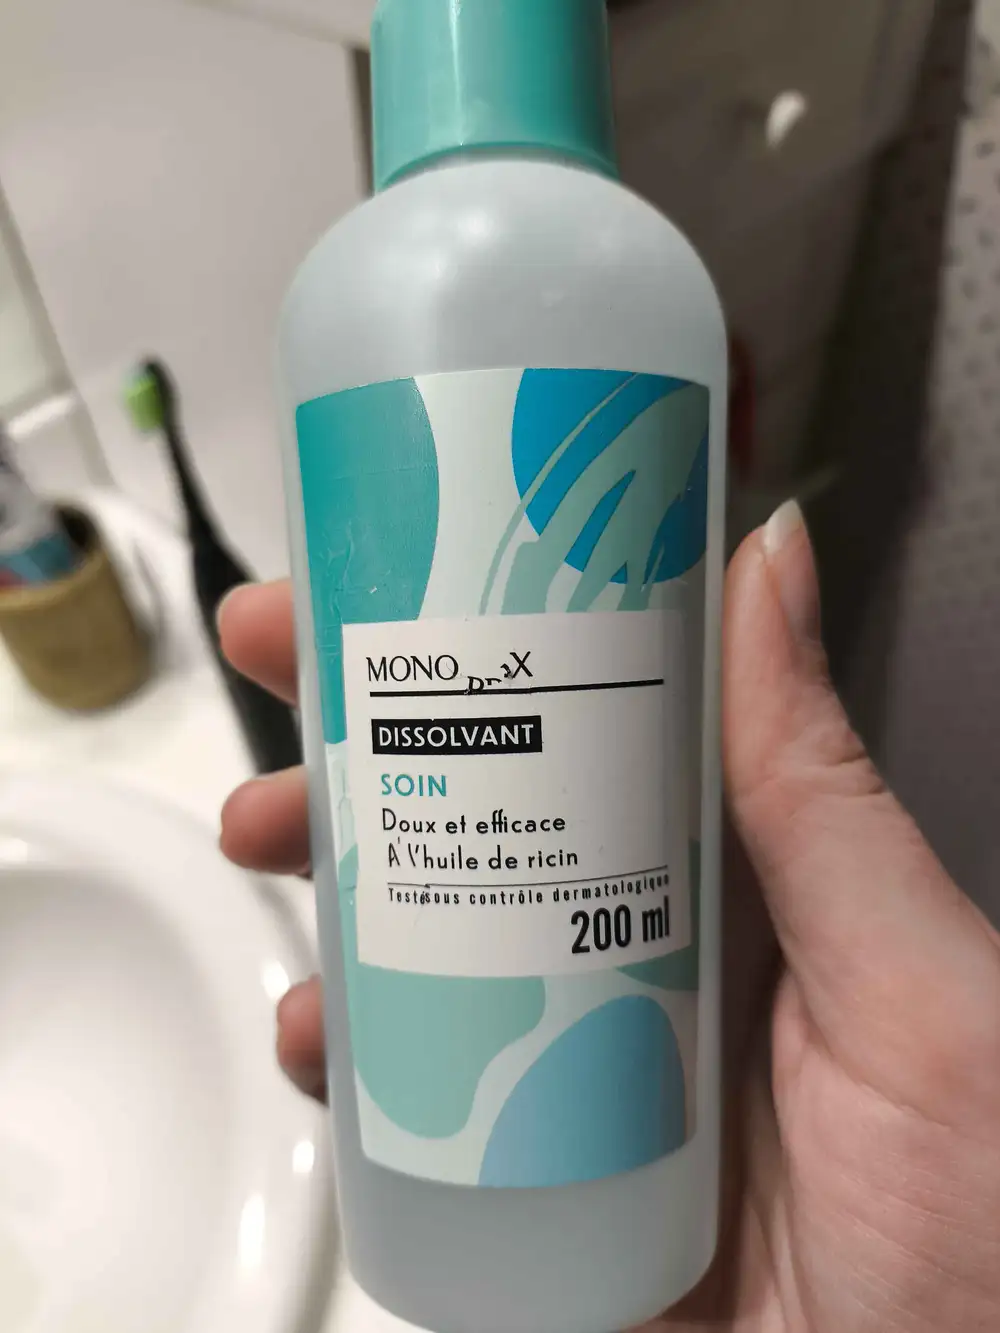 MONO
DISSOLVANT
SOIN
Doux et efficace
À l'huile de ricin
Testé sous contrôle dermatologique
200 ml